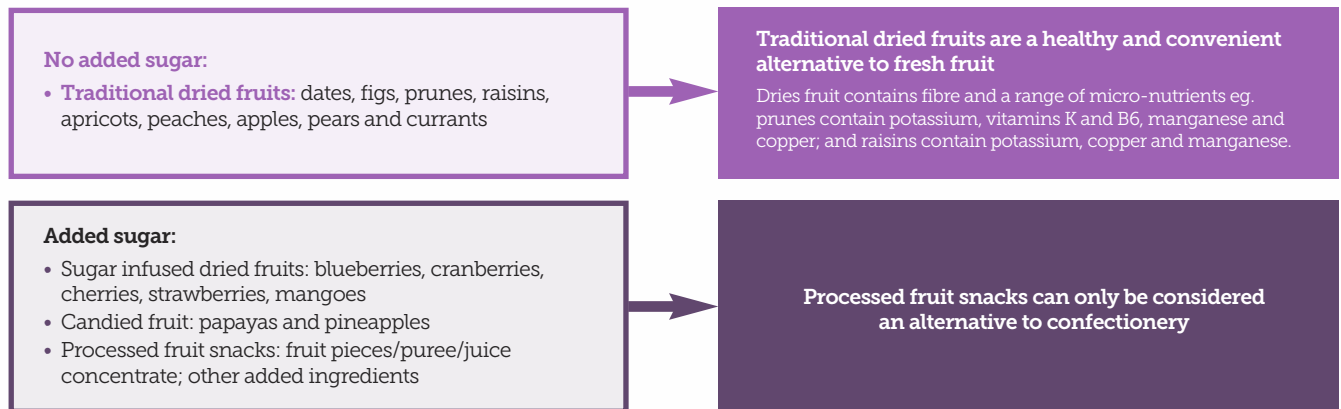 No added sugar:
• Traditional dried fruits: dates, figs, prunes, raisins,
apricots, peaches, apples, pears and currants
Traditional dried fruits are a healthy and convenient
alternative to fresh fruit
Dries fruit contains fibre and a range of micro-nutrients eg.
prunes contain potassium, vitamins K and B6, manganese and
copper; and raisins contain potassium, copper and manganese.
Added sugar:
• Sugar infused dried fruits: blueberries, cranberries,
cherries, strawberries, mangoes
• Candied fruit: papayas and pineapples
• Processed fruit snacks: fruit pieces/puree/juice
concentrate; other added ingredients
Processed fruit snacks can only be considered
an alternative to confectionery